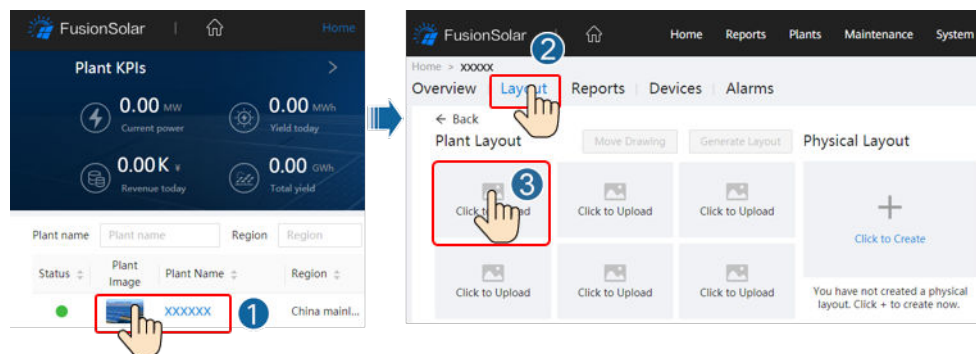 FusionSolar
Home
Plant KPIs
>
0.00 MW
Current power
0.00 MWh
Yield today
0.00K ¥
Revenue today
0.00 GWh
Total yield
Plant name Plant name Region Region
Status Plant Image Plant Name Region
XXXXXX 1 China mainl...
FusionSolar Home Reports Plants Maintenance System
2
Home > XXXXX
Overview Layout Reports Devices Alarms
← Back
Plant Layout Move Drawing Generate Layout Physical Layout
3
Click to Upload Click to Upload Click to Upload
+
Click to Create
Click to Upload Click to Upload Click to Upload
You have not created a physical
layout. Click + to create now.